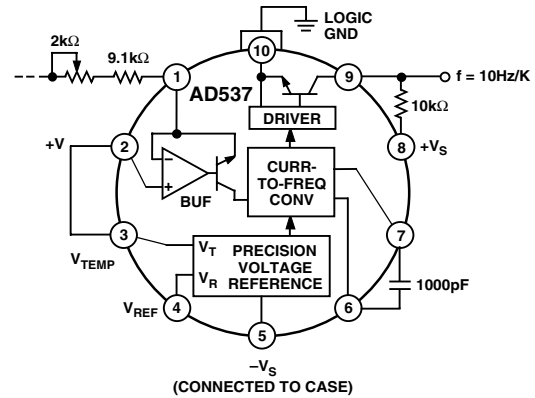 LOGIC
GND
2kΩ
9.1kΩ
10
1
AD537
9
f = 10Hz/K
DRIVER
10kΩ
+V
2
8
+VS
–
+
BUF
CURR-
TO-FREQ
CONV
3
7
VTEMP
VT
VR
PRECISION
VOLTAGE
REFERENCE
1000pF
VREF
4
6
5
–VS
(CONNECTED TO CASE)